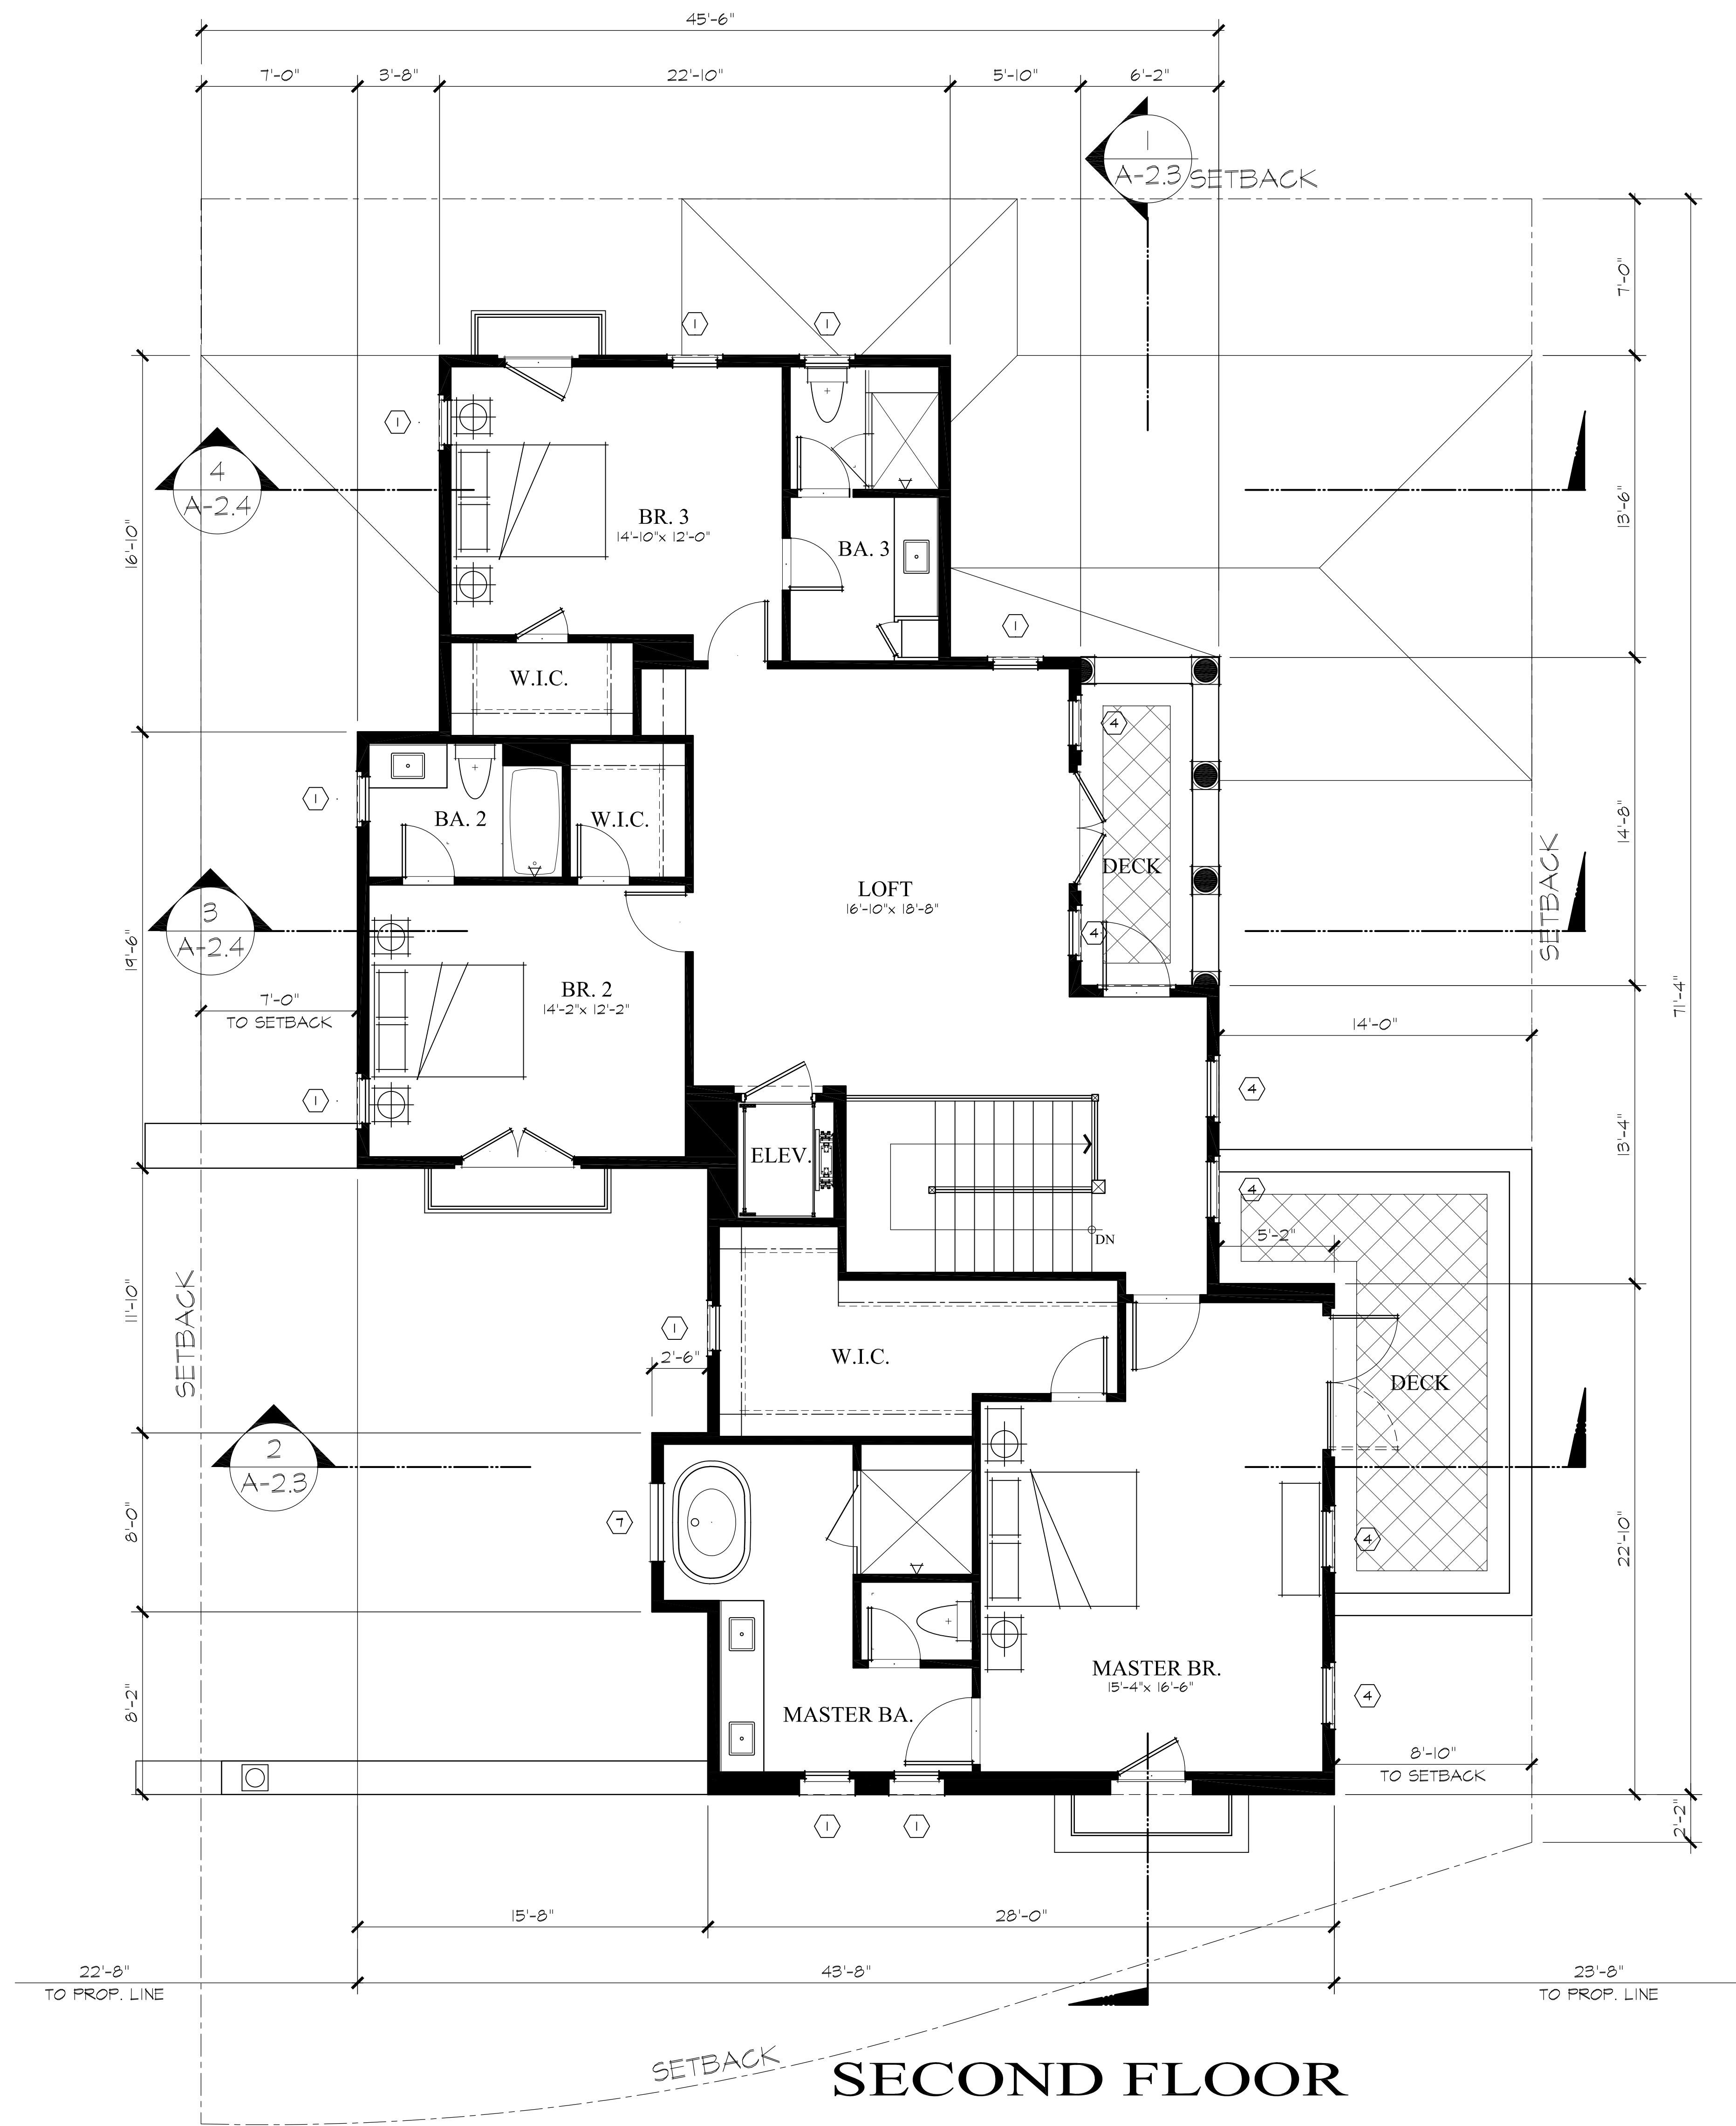 45'-6"
7'-0" 3'-8" 22'-10" 5'-10" 6'-2"
1
A-2.3 SETBACK
7'-0"
1 1
1
4
A-2.4
16'-10"
BR. 3
14'-10"x 12'-0"
BA. 3
13'-6"
1
W.I.C.
4
1
BA. 2 W.I.C.
DECK
14'-8"
SETBACK
LOFT
16'-10"x 18'-8"
3
A-2.4
4
19'-6"
BR. 2
14'-2"x 12'-2"
7'-0"
TO SETBACK
71'-4"
14'-0"
1
4
ELEV.
13'-4"
4
DN
5'-2"
11'-10"
SETBACK
1
2'-6"
W.I.C.
DECK
2
A-2.3
8'-0"
7
4
22'-10"
MASTER BR.
15'-4"x 16'-6"
8'-2"
4
MASTER BA.
8'-10"
TO SETBACK
2'-2"
1 1
15'-8" 28'-0"
22'-8"
TO PROP. LINE
43'-8"
23'-8"
TO PROP. LINE
SETBACK
SECOND FLOOR